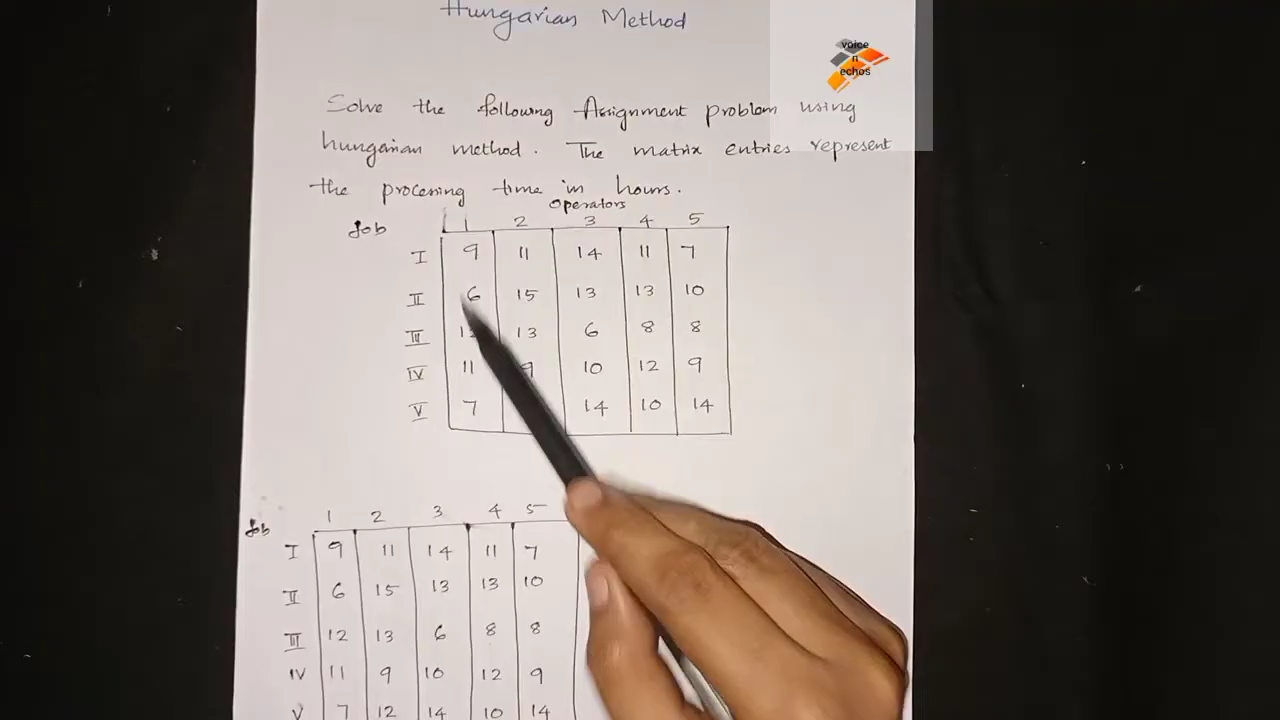 Hungarian Method
voice
n
echos
Solve the following Assignment problem using
hungarian method. The matrix entries represent
the procening time in hours.
Operators
Job 1 2 3 4 5
I 9 11 14 11 7
II 6 15 13 13 10
III 13 6 8 8
IV 11 9 10 12 9
V 7 14 10 14
Job 1 2 3 4 5
I 9 11 14 11 7
II 6 15 13 13 10
III 12 13 6 8 8
IV 11 9 10 12 9
V 7 12 14 10 14